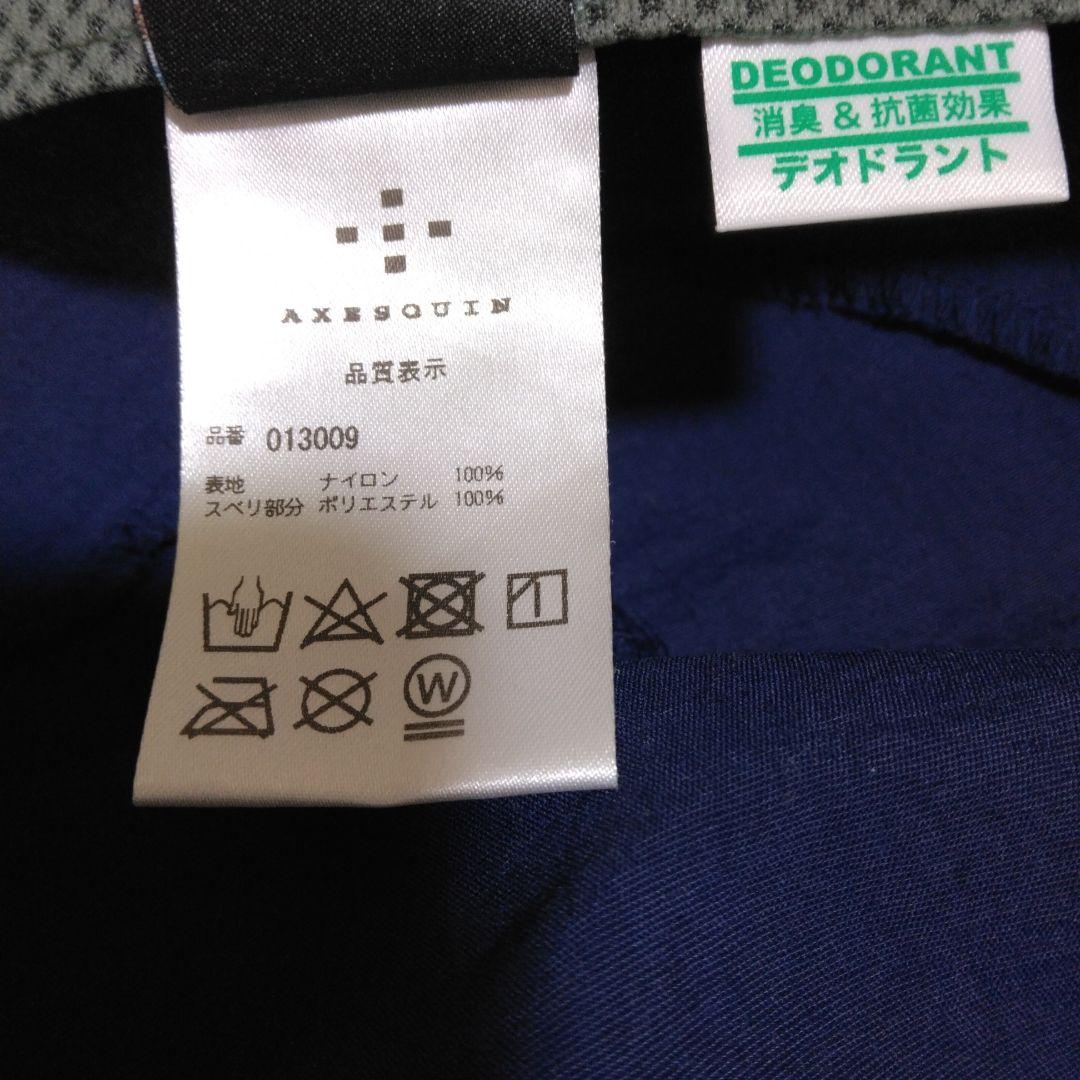 DEODORANT
消臭 & 抗菌効果
デオドラント
AXESQUIN
品質表示
品番 013009
表地 ナイロン 100%
スベリ部分 ポリエステル 100%
W